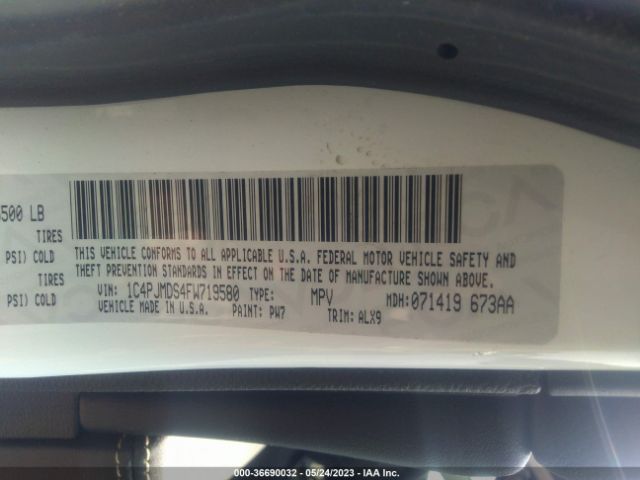 500 LB
TIRES
PSI) COLD
TIRES
PSI) COLD
THIS VEHICLE CONFORMS TO ALL APPLICABLE U.S.A. FEDERAL MOTOR VEHICLE SAFETY AND
THEFT PREVENTION STANDARDS IN EFFECT ON THE DATE OF MANUFACTURE SHOWN ABOVE.
VIN: 1C4PJMDS4FW719580 TYPE: MPV MDH: 071419 673AA
VEHICLE MADE IN U.S.A. PAINT: PW7 TRIM: ALX9
000-36690032 - 05/24/2023 - IAA Inc.